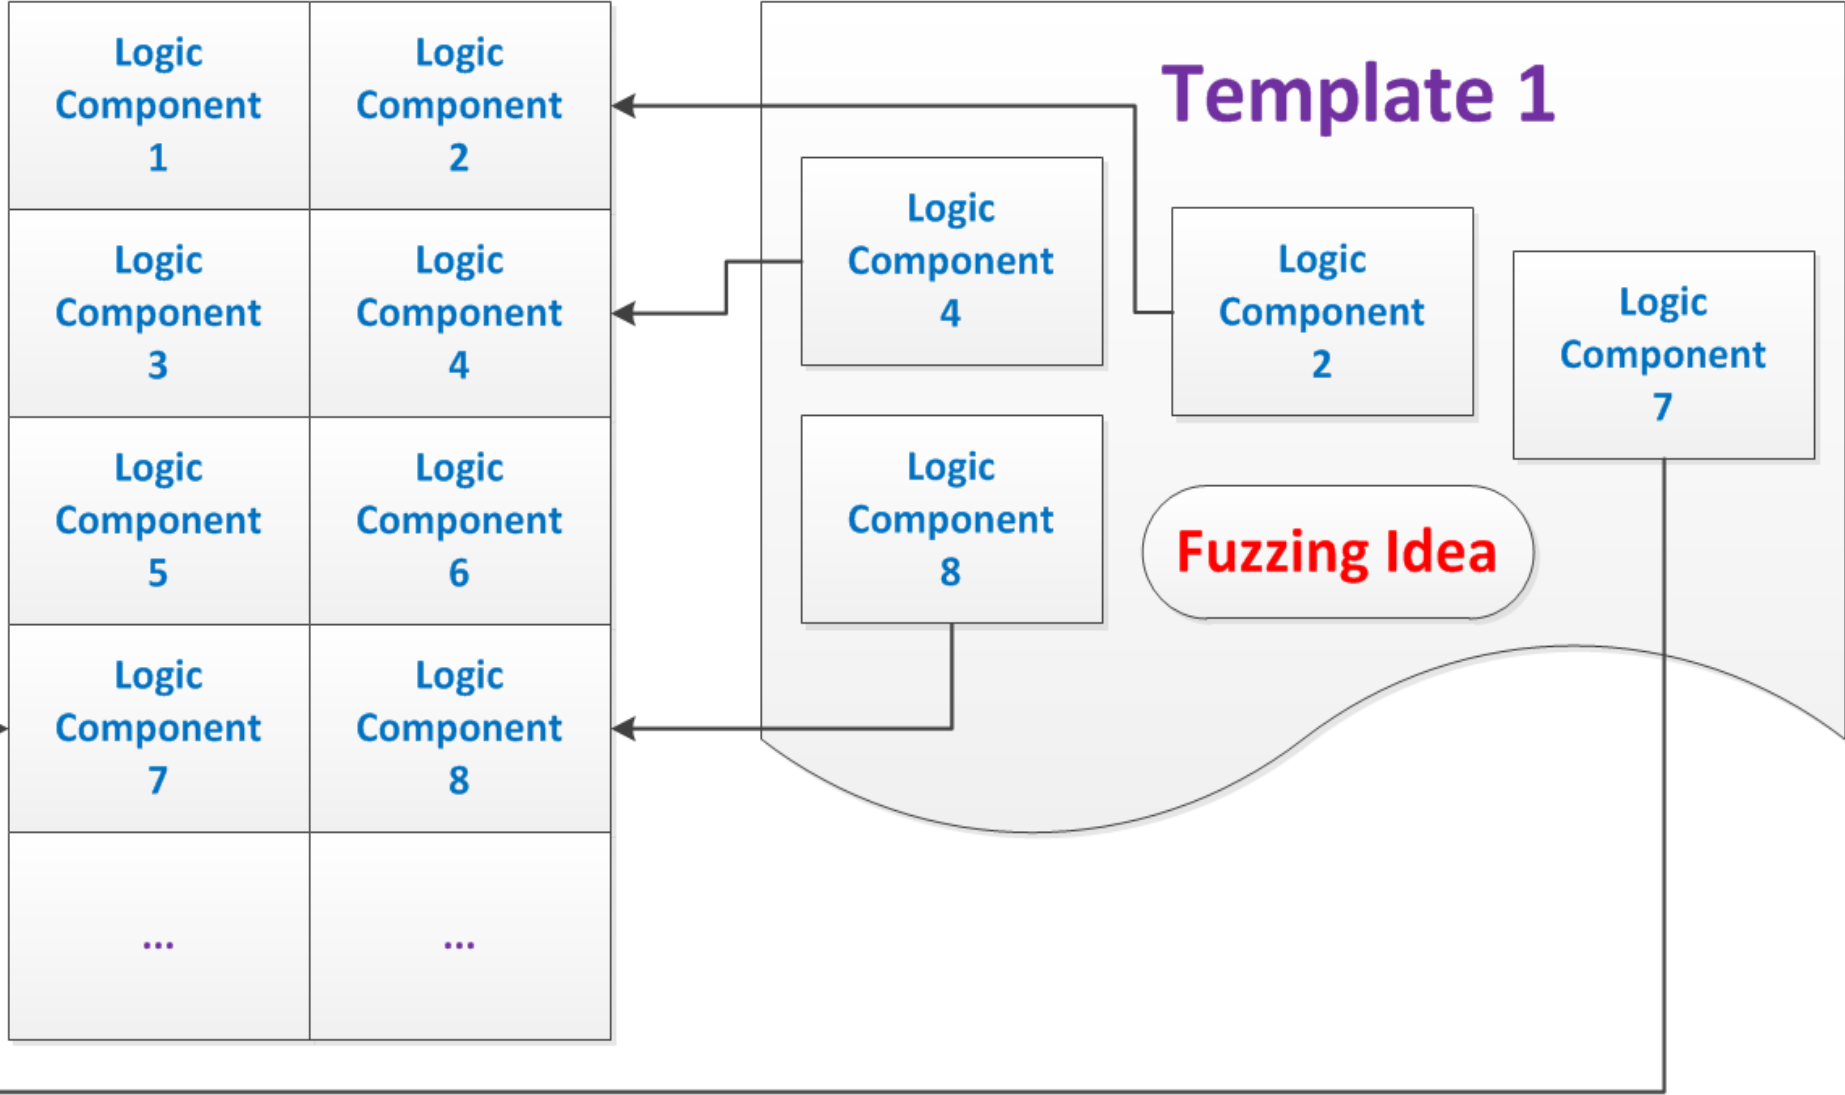 Logic
Component
1
Logic
Component
2
Logic
Component
3
Logic
Component
4
Logic
Component
5
Logic
Component
6
Logic
Component
7
Logic
Component
8
...
...
Template 1
Logic
Component
4
Logic
Component
2
Logic
Component
7
Logic
Component
8
Fuzzing Idea